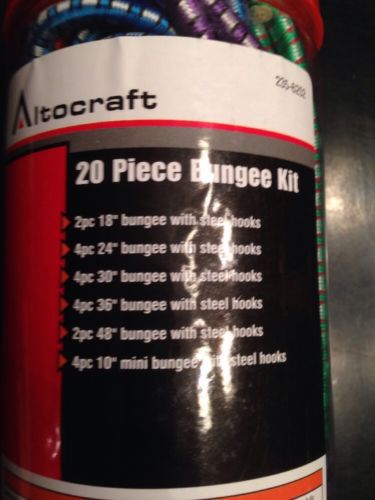 Altocraft
235-6202
20 Piece Bungee Kit
2pc 18" bungee with steel hooks
4pc 24" bungee with steel hooks
4pc 30" bungee with steel hooks
4pc 36" bungee with steel hooks
2pc 48" bungee with steel hooks
4pc 10" mini bungee with steel hooks